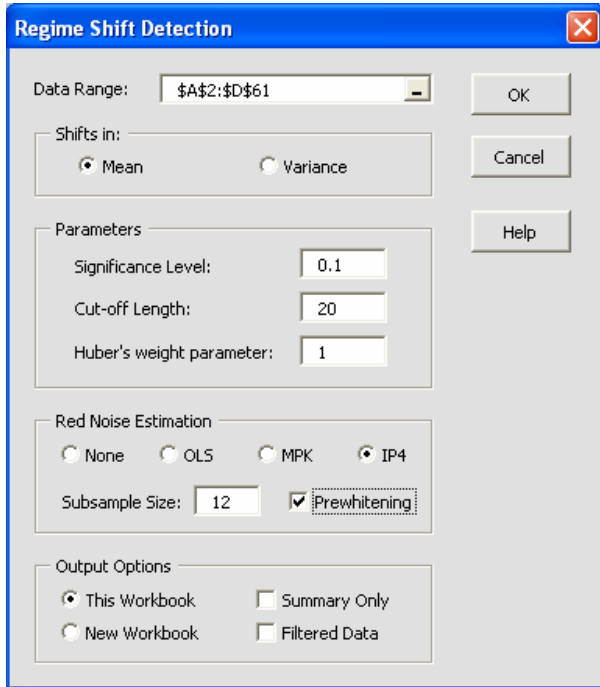 Regime Shift Detection
Data Range: $A$2:$D$61
OK
Shifts in:
Mean Variance
Cancel
Parameters
Help
Significance Level: 0.1
Cut-off Length: 20
Huber's weight parameter: 1
Red Noise Estimation
None OLS MPK IP4
Subsample Size: 12 Prewhitening
Output Options
This Workbook Summary Only
New Workbook Filtered Data